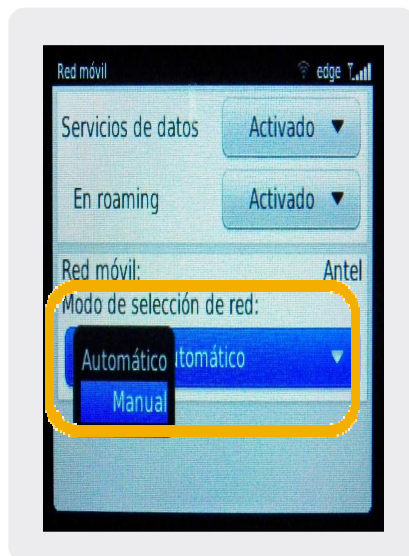 Red móvil edge
Servicios de datos Activado
En roaming Activado
Red móvil: Antel
Modo de selección de red:
Automático tomático
Manual